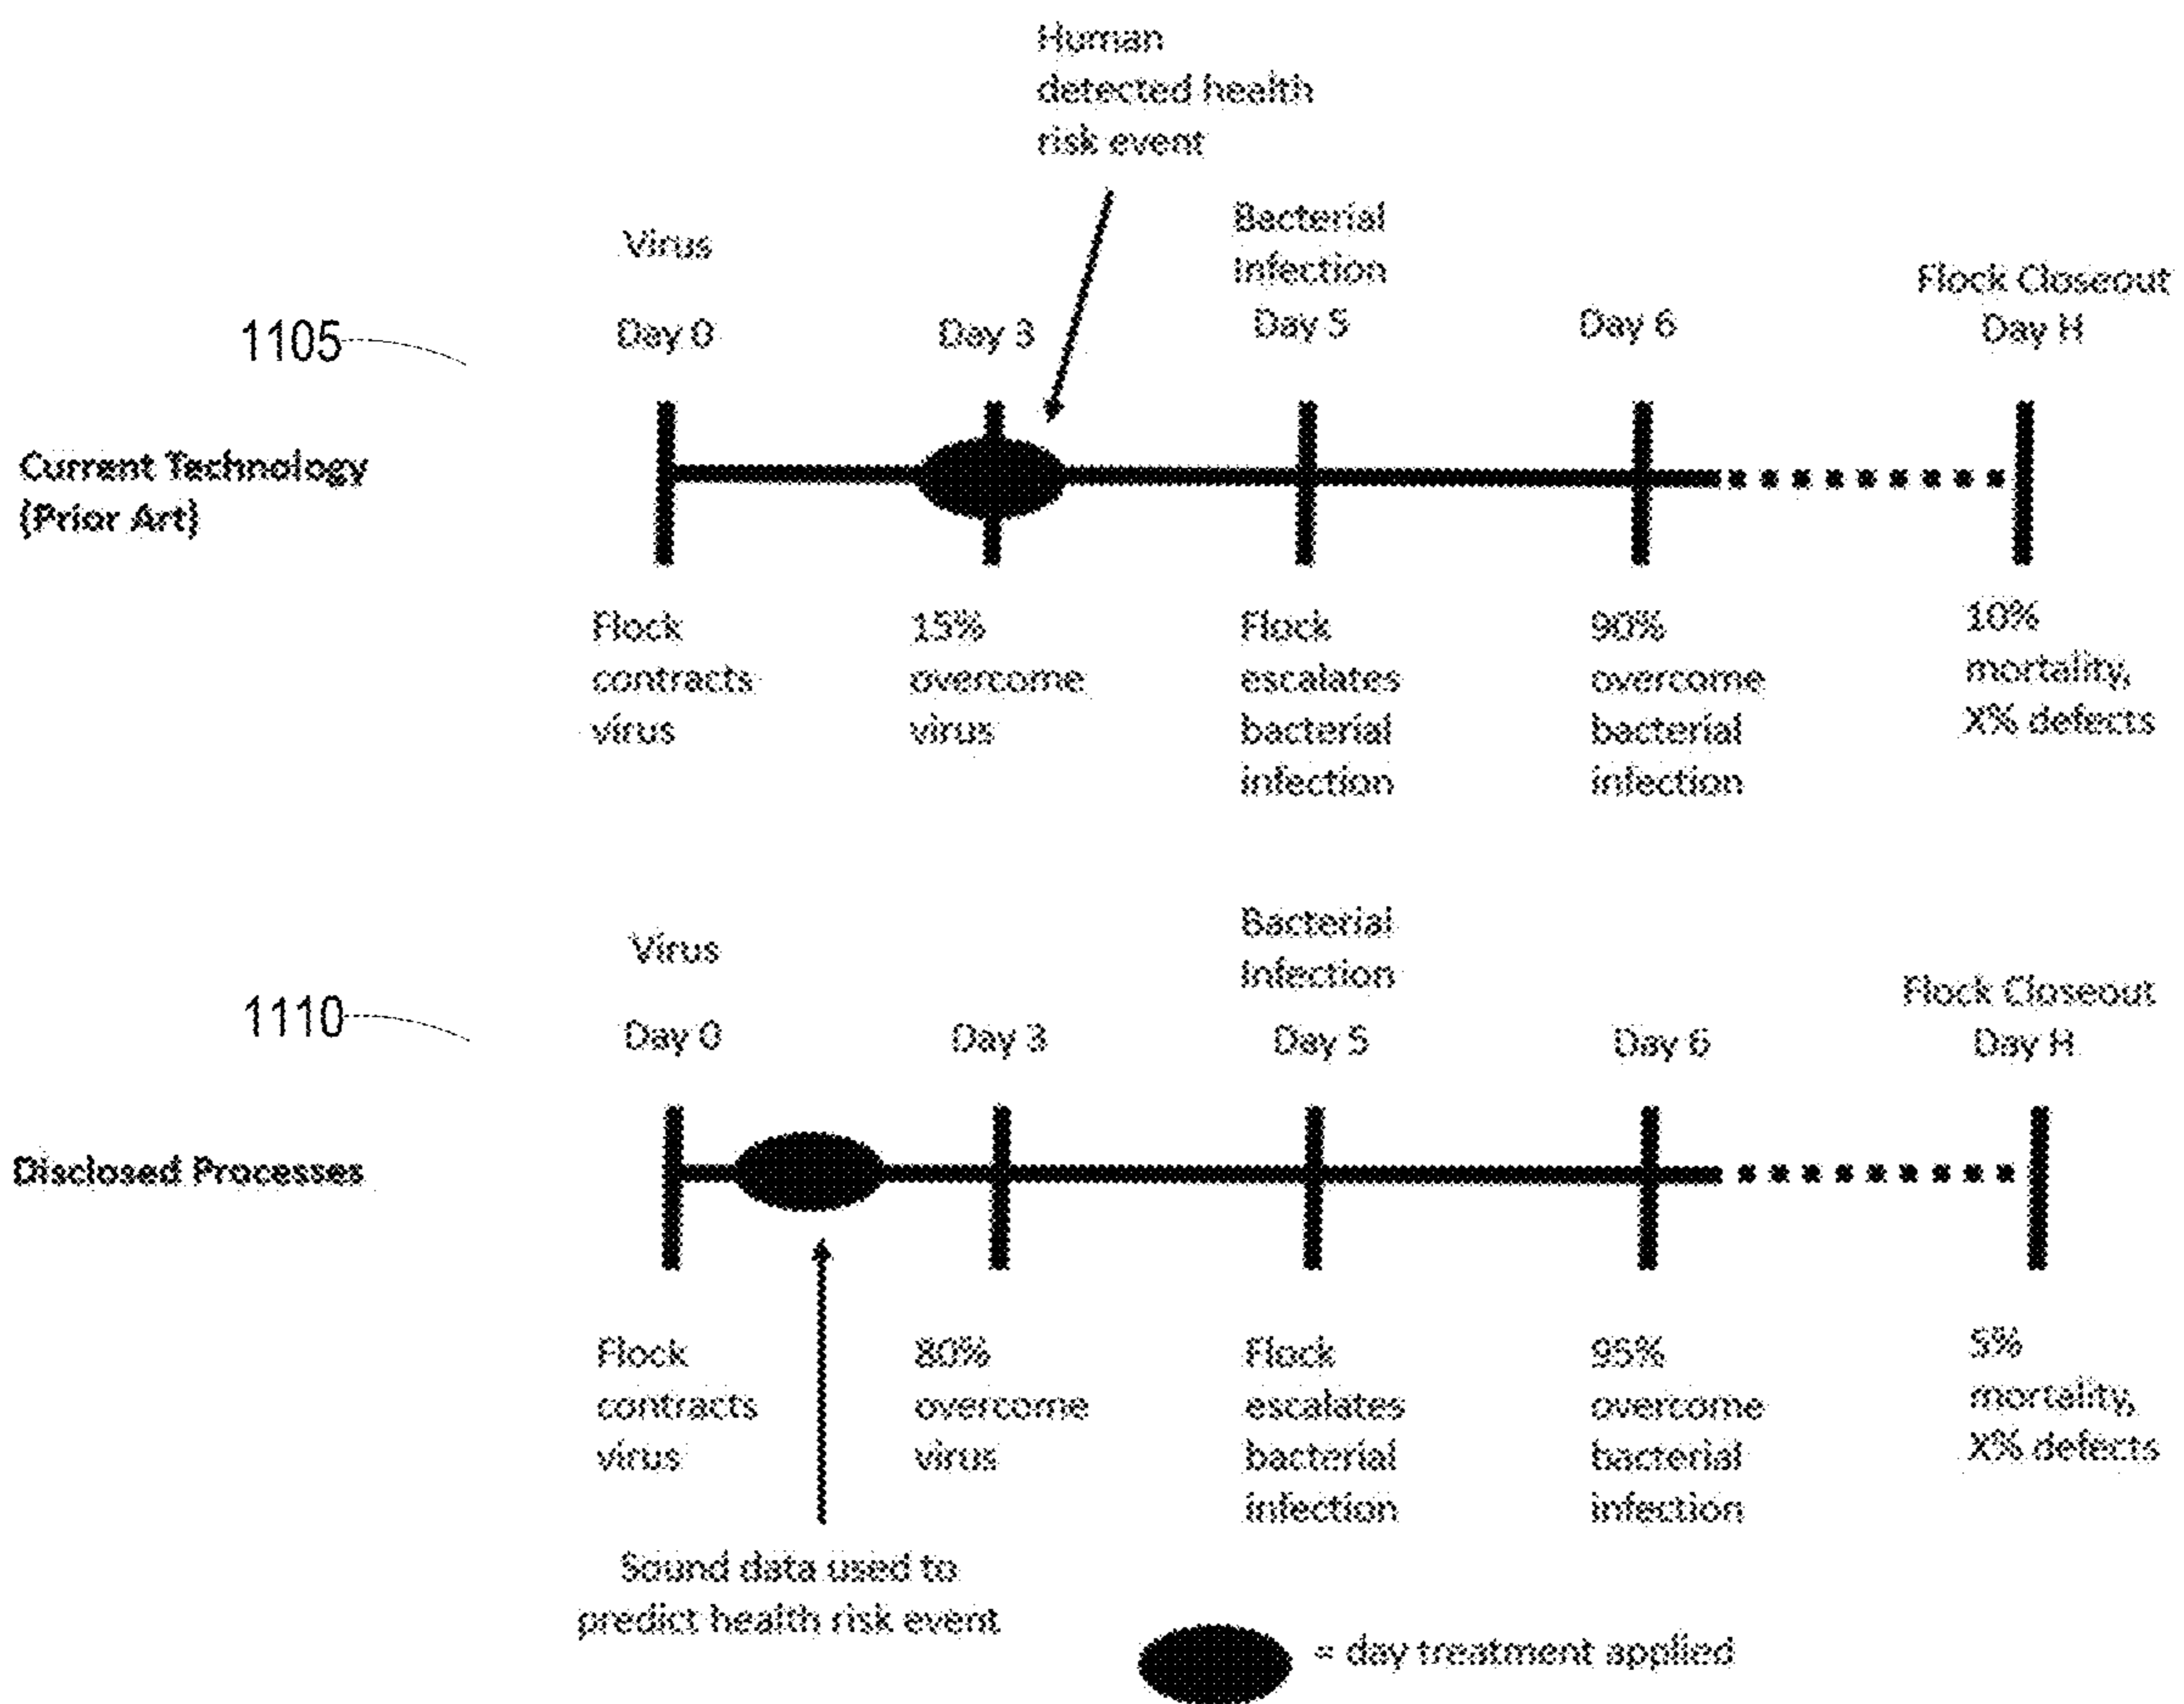 Human
detected health
risk event
Virus
Bacterial
Infection
Flock Closeout
1105
Day 0
Day 3
Day 5
Day 6
Day H
Current Technology
(Prior Art)
Flock
contracts
virus
15%
overcome
virus
Flock
escalates
bacterial
infection
90%
overcome
bacterial
infection
10%
mortality,
X% defects
Virus
Bacterial
Infection
Flock Closeout
1110
Day 0
Day 3
Day 5
Day 6
Day H
Disclosed Processes
Flock
contracts
virus
80%
overcome
virus
Flock
escalates
bacterial
infection
95%
overcome
bacterial
infection
5%
mortality,
X% defects
Sound data used to
predict health risk event
= day treatment applied